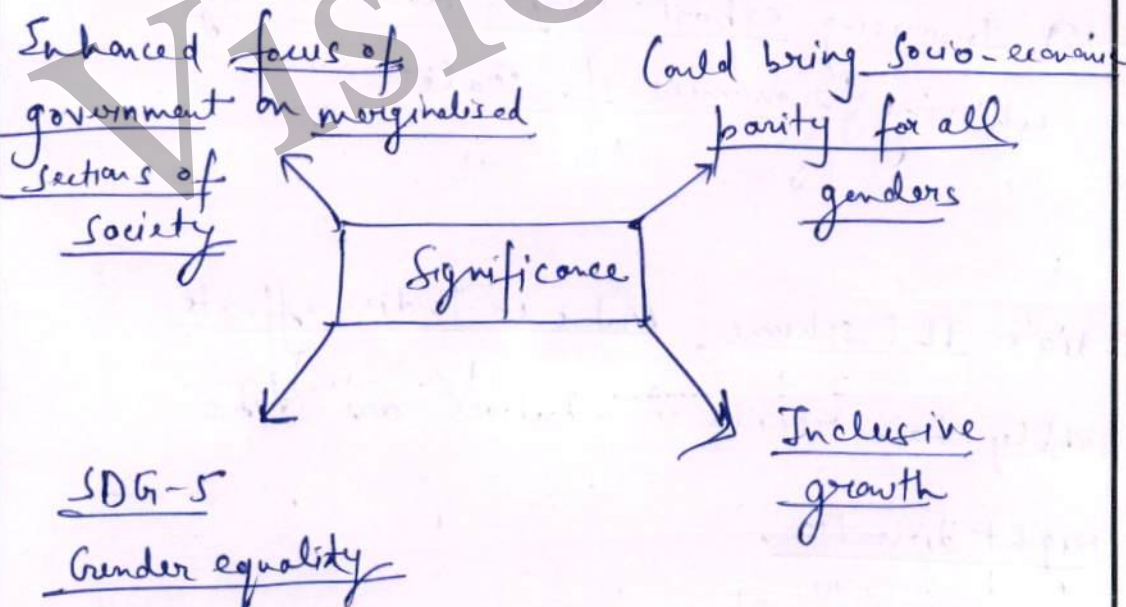 Visio
Enhanced focus of
government on marginalised
sections of
society
Could bring Socio-economic
parity for all
genders
Significance
SDG-5
Gender equality
Inclusive
growth